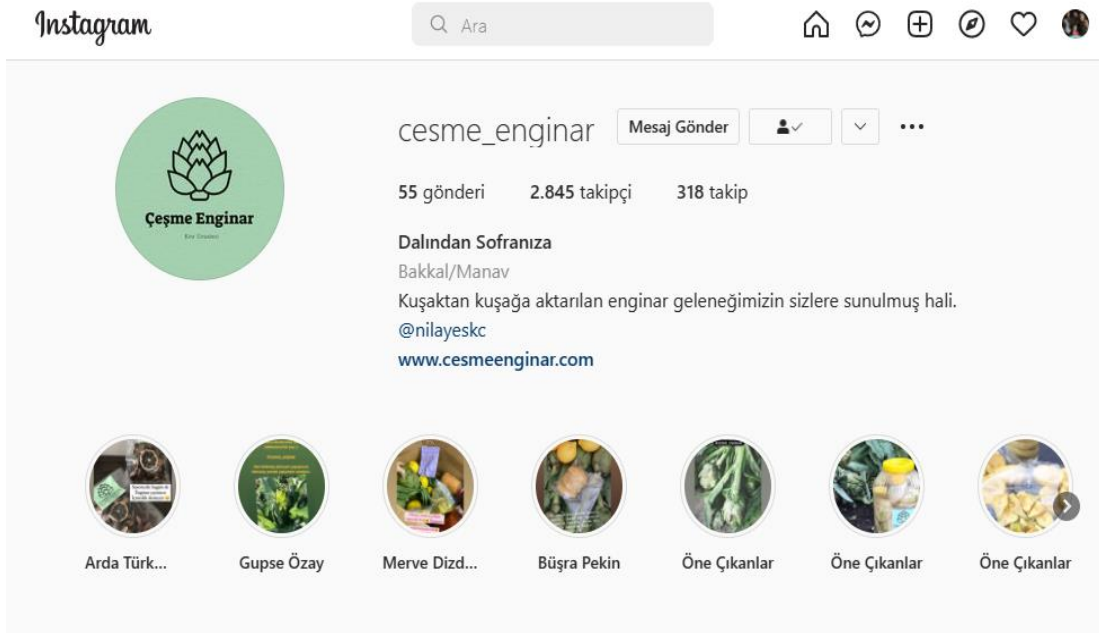 Instagram
Ara
cesme_enginar
Mesaj Gönder
55 gönderi 2.845 takipçi 318 takip
Dalından Sofranıza
Bakkal/Manav
Kuşaktan kuşağa aktarılan enginar geleneğimizin sizlere sunulmuş hali.
@nilayeskc
www.cesmeenginar.com
Çeşme Enginar
Arda Türk... Gupse Özay Merve Dizd... Büşra Pekin Öne Çıkanlar Öne Çıkanlar Öne Çıkanlar